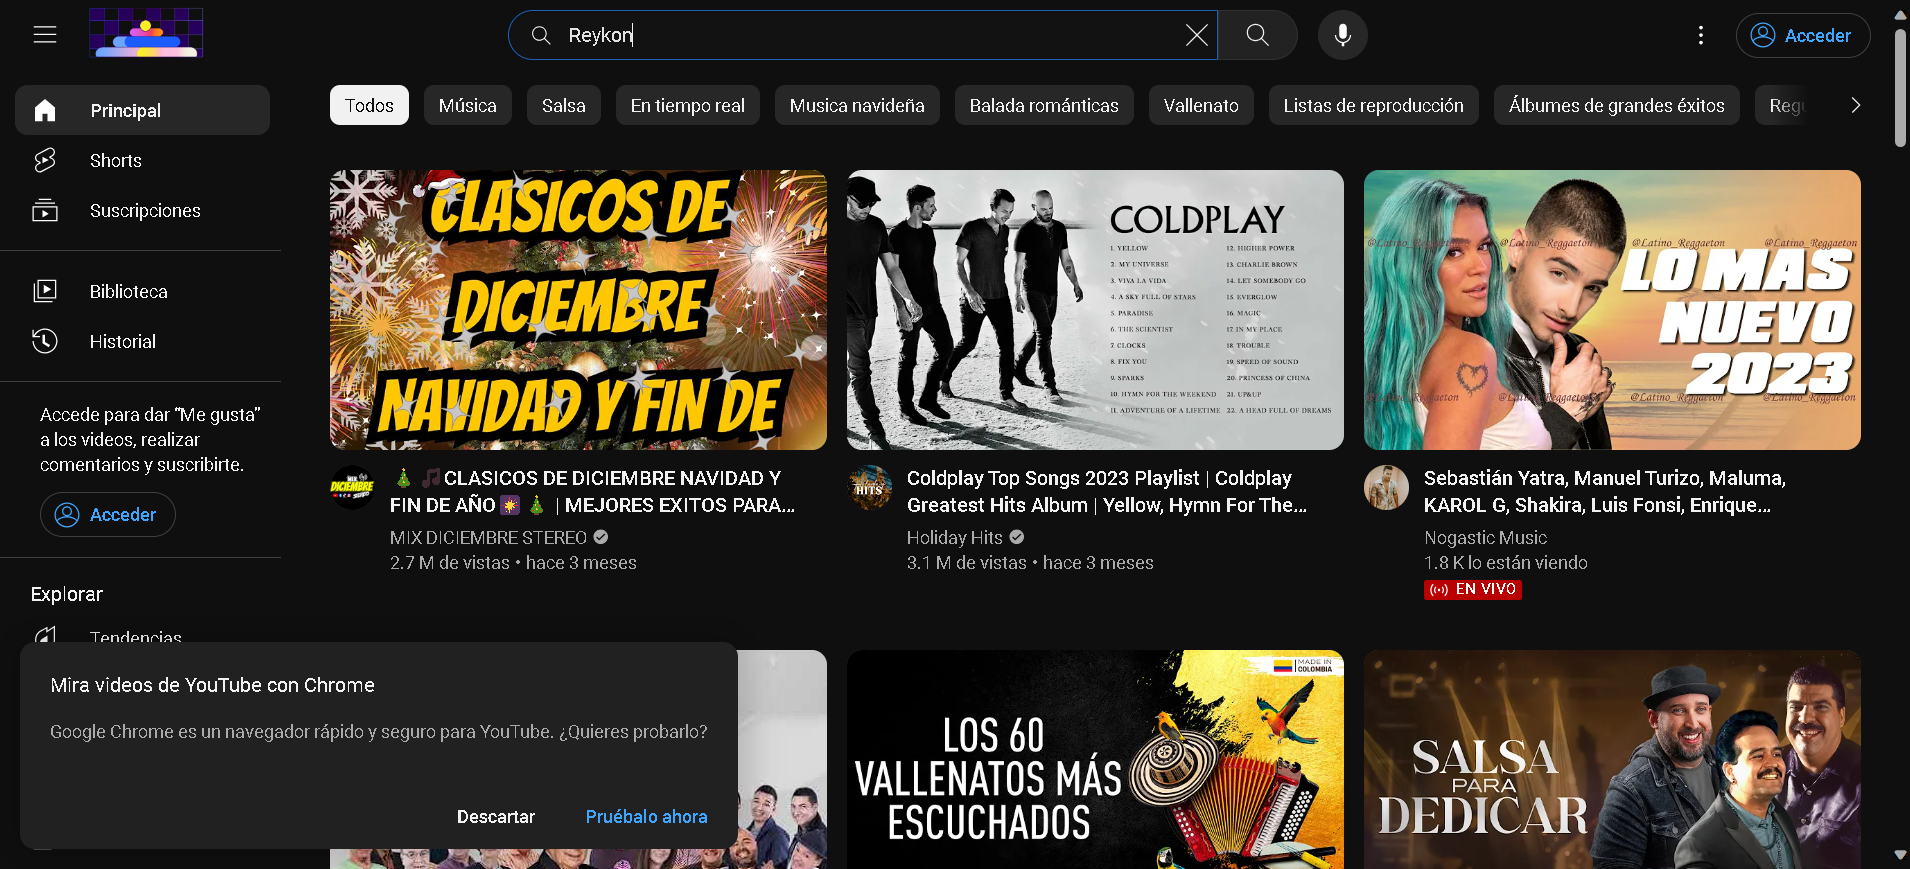 Reykon
Acceder
Principal
Shorts
Suscripciones
Biblioteca
Historial
Accede para dar “Me gusta”
a los videos, realizar
comentarios y suscribirte.
Acceder
Explorar
Tendencias
Todos
Música
Salsa
En tiempo real
Musica navideña
Balada románticas
Vallenato
Listas de reproducción
Álbumes de grandes éxitos
CLASICOS DE
DICIEMBRE
NAVIDAD Y FIN DE
MIX
DICIEMBRE
🎄 🎵CLASICOS DE DICIEMBRE NAVIDAD Y
FIN DE AÑO🎇 🎄 | MEJORES EXITOS PARA...
MIX DICIEMBRE STEREO
2.7 M de vistas • hace 3 meses
COLDPLAY
1. YELLOW
2. MY UNIVERSE
3. VIVA LA VIDA
4. A SKY FULL OF STARS
5. PARADISE
6. THE SCIENTIST
7. CLOCKS
8. FIX YOU
9. SPARKS
10. HYMN FOR THE WEEKEND
11. ADVENTURE OF A LIFETIME
12. HIGHER POWER
13. CHARLIE BROWN
14. LET SOMEBODY GO
15. EVERGLOW
16. MAGIC
17. IN MY PLACE
18. TROUBLE
19. SPEED OF SOUND
20. PRINCESS OF CHINA
21. UP&UP
22. A HEAD FULL OF DREAMS
HITS
Coldplay Top Songs 2023 Playlist | Coldplay
Greatest Hits Album | Yellow, Hymn For The...
Holiday Hits
3.1 M de vistas • hace 3 meses
@Latino_Reggaeton @Latino_Reggaeton @Latino_Reggaeton @Latino_Reggaeton
LO MAS
NUEVO
2023
@Latino_Reggaeton @Latino_Reggaeton
Sebastián Yatra, Manuel Turizo, Maluma,
KAROL G, Shakira, Luis Fonsi, Enrique...
Nogastic Music
1.8 K lo están viendo
EN VIVO
Mira videos de YouTube con Chrome
Google Chrome es un navegador rápido y seguro para YouTube. ¿Quieres probarlo?
Descartar
Pruébalo ahora
MADE IN
COLOMBIA
LOS 60
VALLENATOS MÁS
ESCUCHADOS
SALSA
PARA
DEDICAR